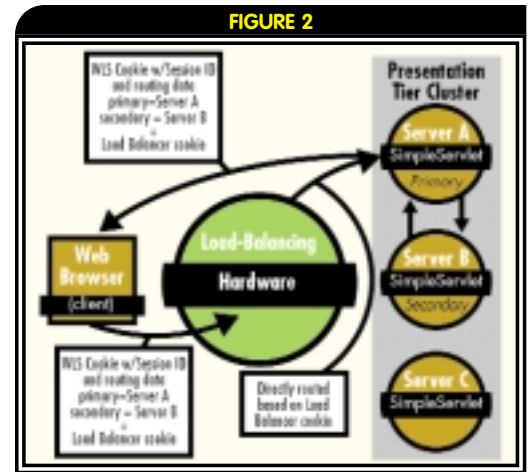 FIGURE 2
WLS Cookie w/Session ID
and routing data
primary=Server A
secondary = Server B
+
Load Balancer cookie
Presentation
Tier Cluster
Server A
SimpleServlet
Primary
Load-Balancing
Hardware
Web
Browser
(client)
Server B
SimpleServlet
Secondary
WLS Cookie w/Session ID
and routing data
primary=Server A
secondary = Server B
+
Load Balancer cookie
Directly routed
based on Load
Balancer cookie
Server C
SimpleServlet